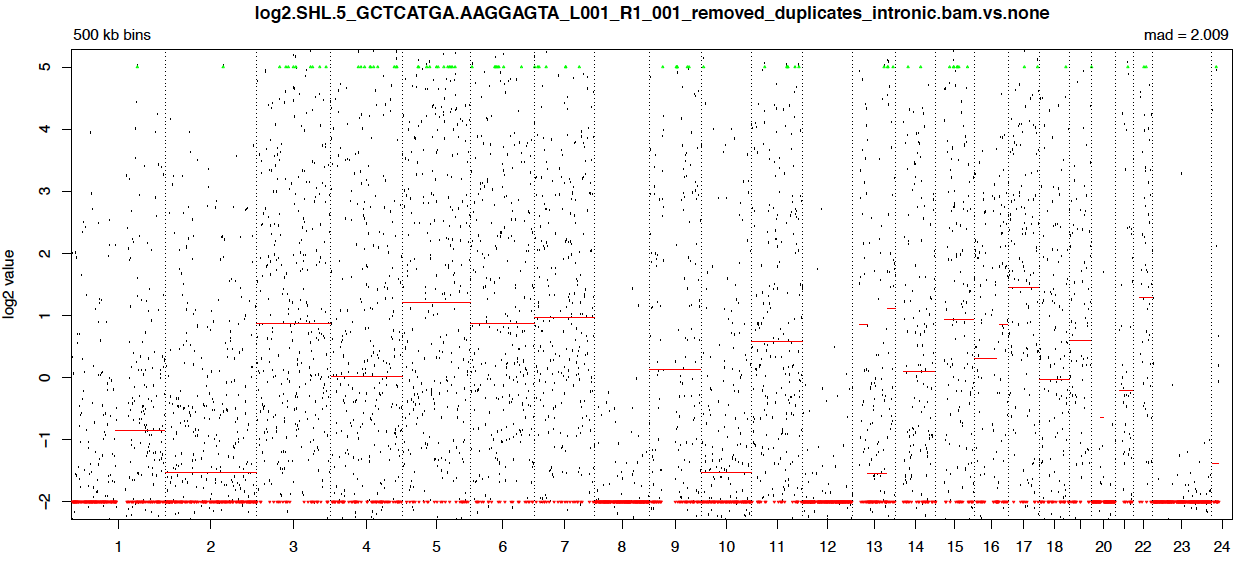 log2.SHL.5_GCTCATGA.AAGGAGTA_L001_R1_001_removed_duplicates_intronic.bam.vs.none
500 kb bins mad = 2.009
log2 value
5
4
3
2
1
0
-1
-2
1 2 3 4 5 6 7 8 9 10 11 12 13 14 15 16 17 18 20 22 23 24